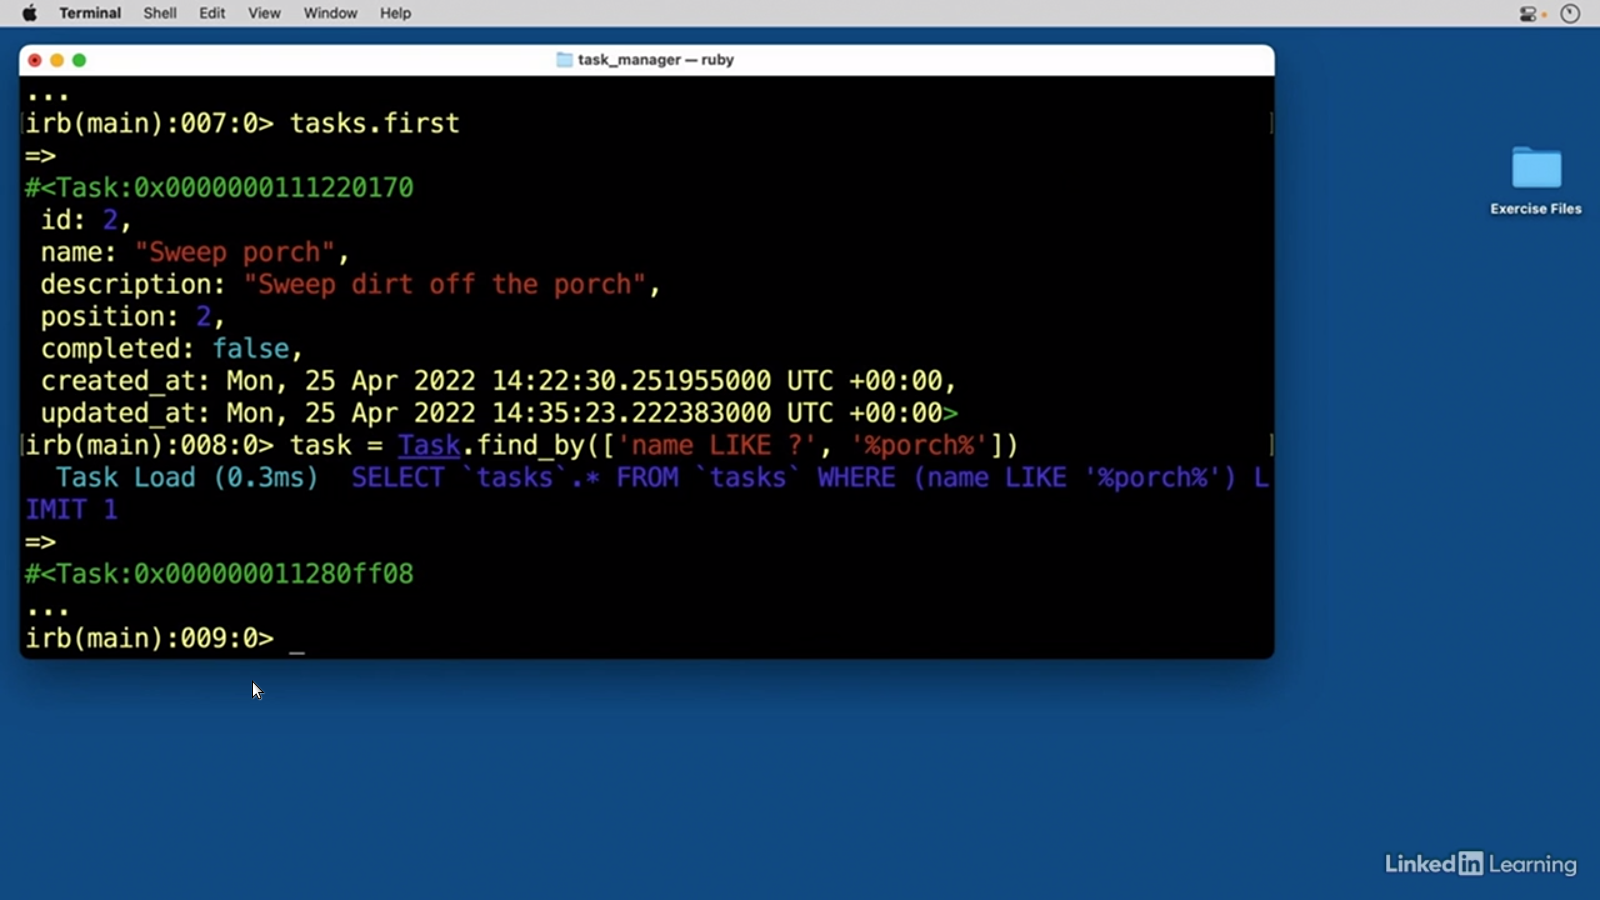 Terminal Shell Edit View Window Help
task_manager — ruby
...
irb(main):007:0> tasks.first
=>
#<Task:0x0000000111220170
 id: 2,
 name: "Sweep porch",
 description: "Sweep dirt off the porch",
 position: 2,
 completed: false,
 created_at: Mon, 25 Apr 2022 14:22:30.251955000 UTC +00:00,
 updated_at: Mon, 25 Apr 2022 14:35:23.222383000 UTC +00:00>
irb(main):008:0> task = Task.find_by(['name LIKE ?', '%porch%'])
  Task Load (0.3ms)  SELECT `tasks`.* FROM `tasks` WHERE (name LIKE '%porch%') L
IMIT 1
=>
#<Task:0x000000011280ff08
...
irb(main):009:0> _
Exercise Files
Linked in Learning